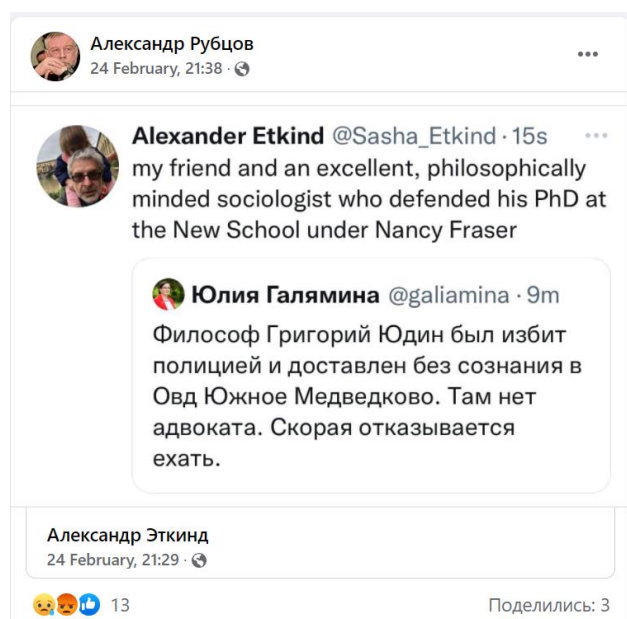 Александр Рубцов
24 February, 21:38 ·
Alexander Etkind @Sasha_Etkind · 15s
my friend and an excellent, philosophically
minded sociologist who defended his PhD at
the New School under Nancy Fraser
Юлия Галямина @galiamina · 9m
Философ Григорий Юдин был избит
полицией и доставлен без сознания в
Овд Южное Медведково. Там нет
адвоката. Скорая отказывается
ехать.
Александр Эткинд
24 February, 21:29 ·
13
Поделились: 3